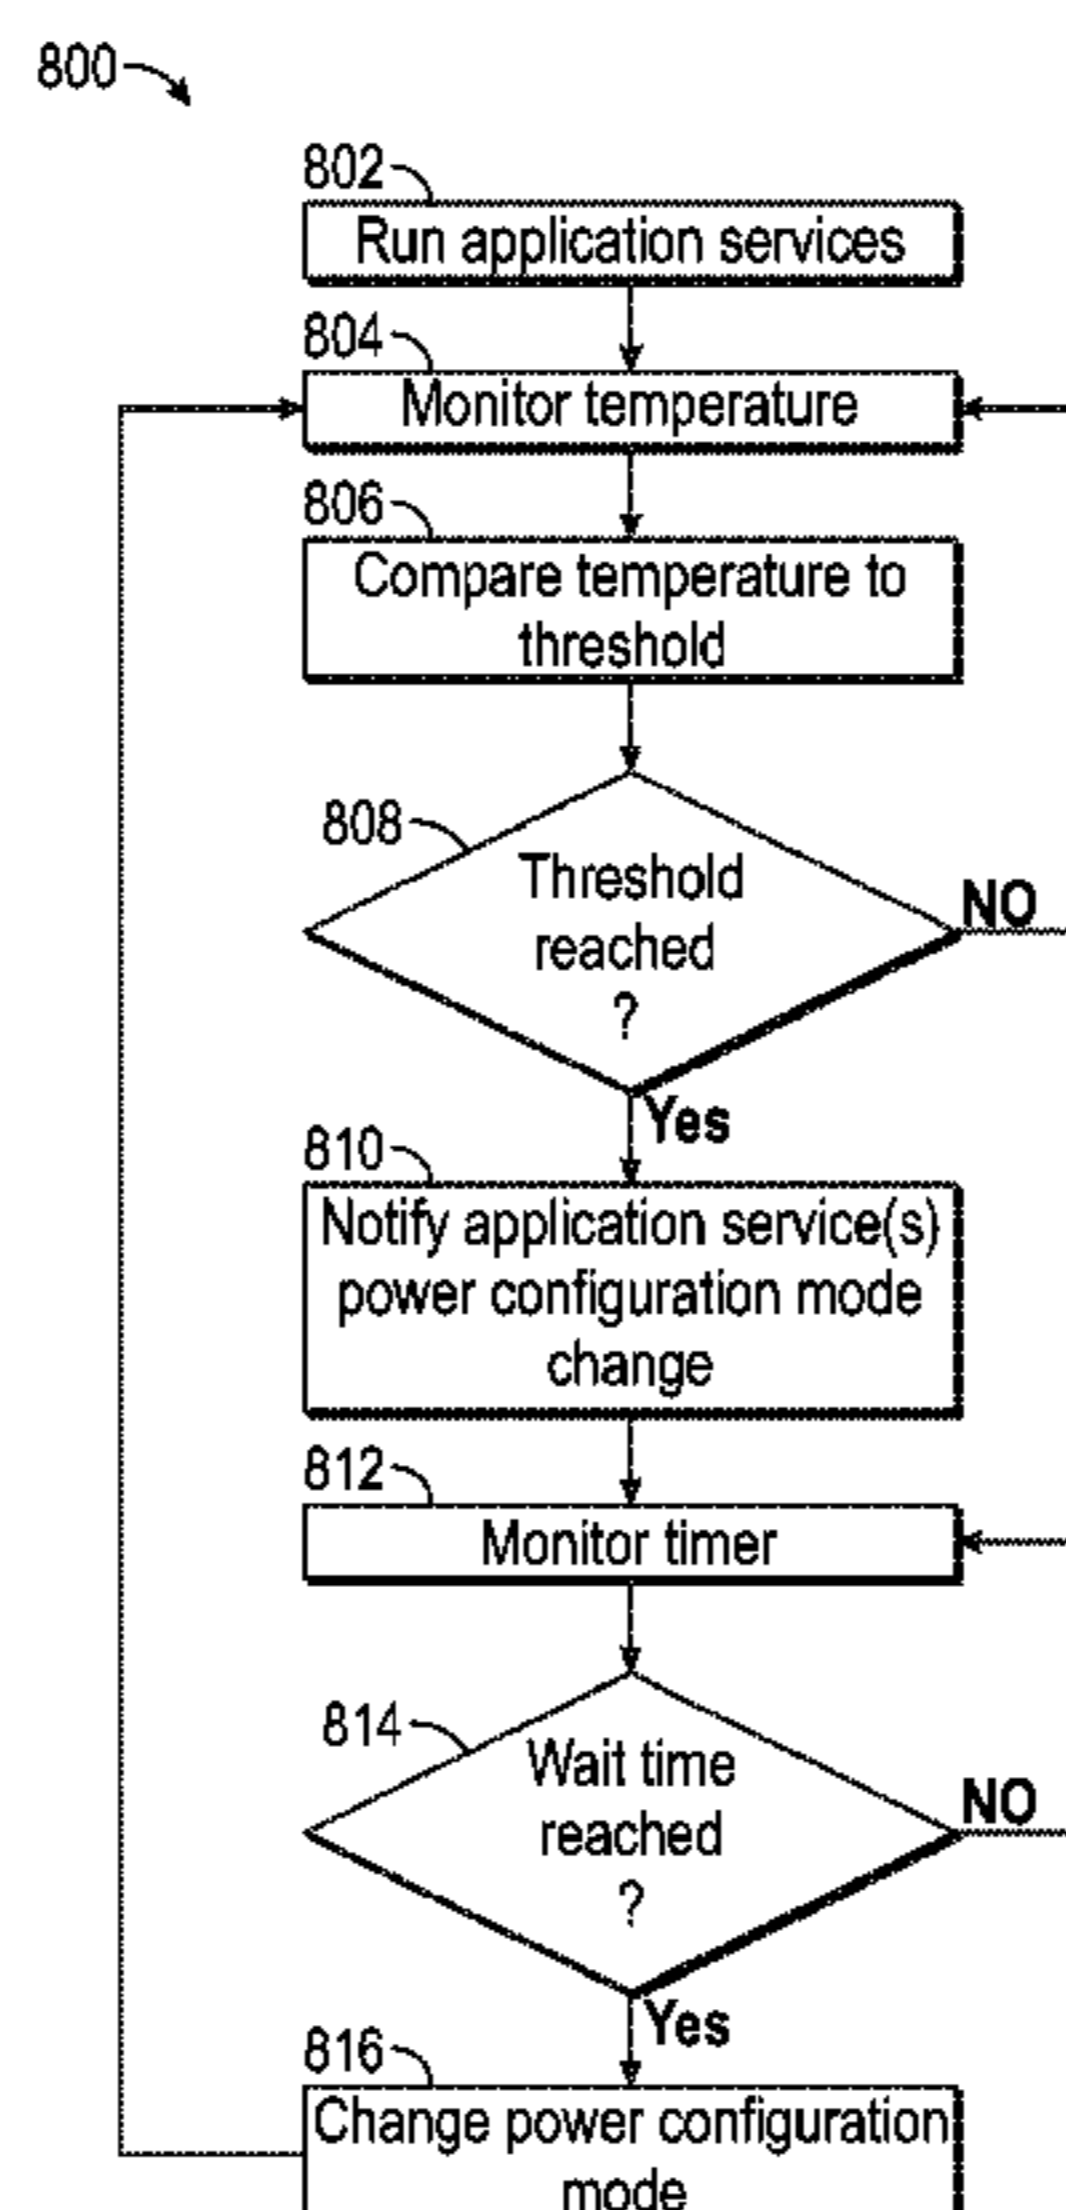 800
802
Run application services
804
Monitor temperature
806
Compare temperature to
threshold
808
Threshold
reached
?
NO
Yes
810
Notify application service(s)
power configuration mode
change
812
Monitor timer
814
Wait time
reached
?
NO
Yes
816
Change power configuration
mode